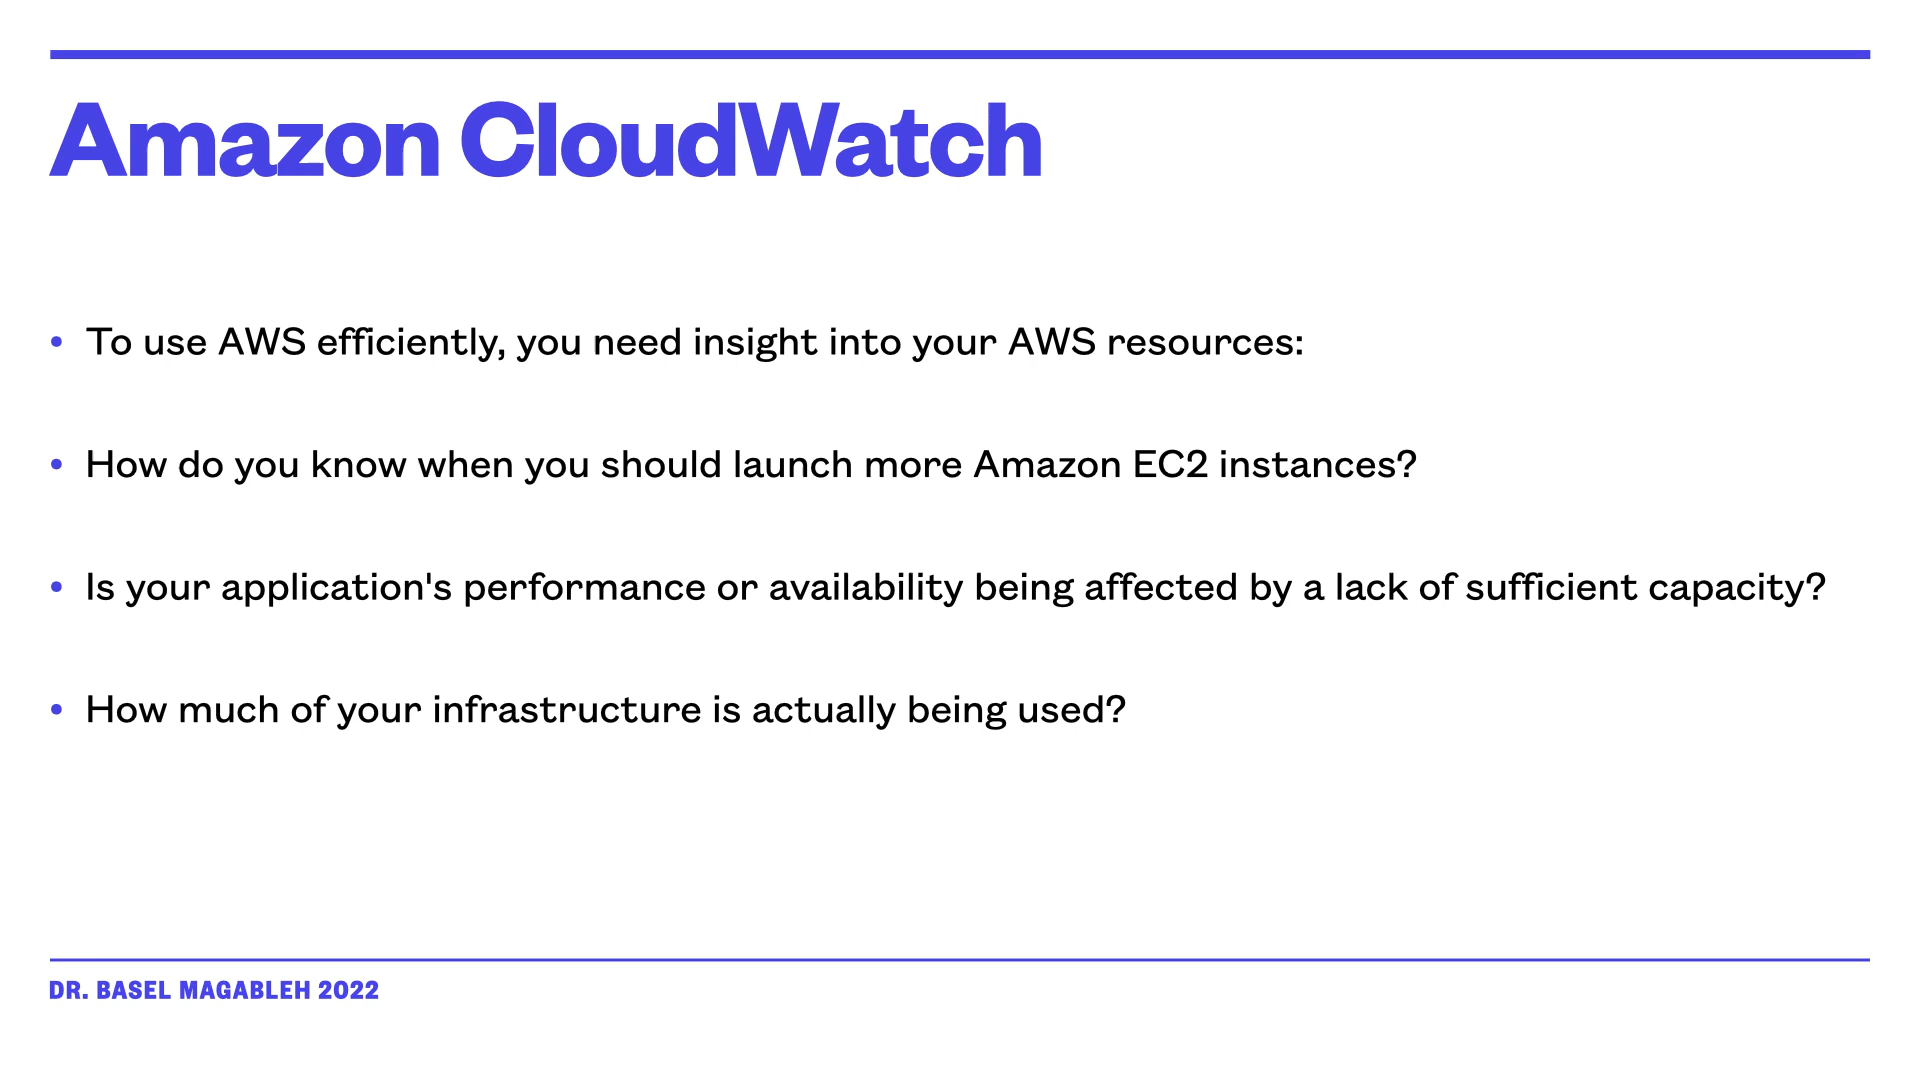 Amazon CloudWatch
• To use AWS efficiently, you need insight into your AWS resources:
• How do you know when you should launch more Amazon EC2 instances?
• Is your application's performance or availability being affected by a lack of sufficient capacity?
• How much of your infrastructure is actually being used?
DR. BASEL MAGABLEH 2022